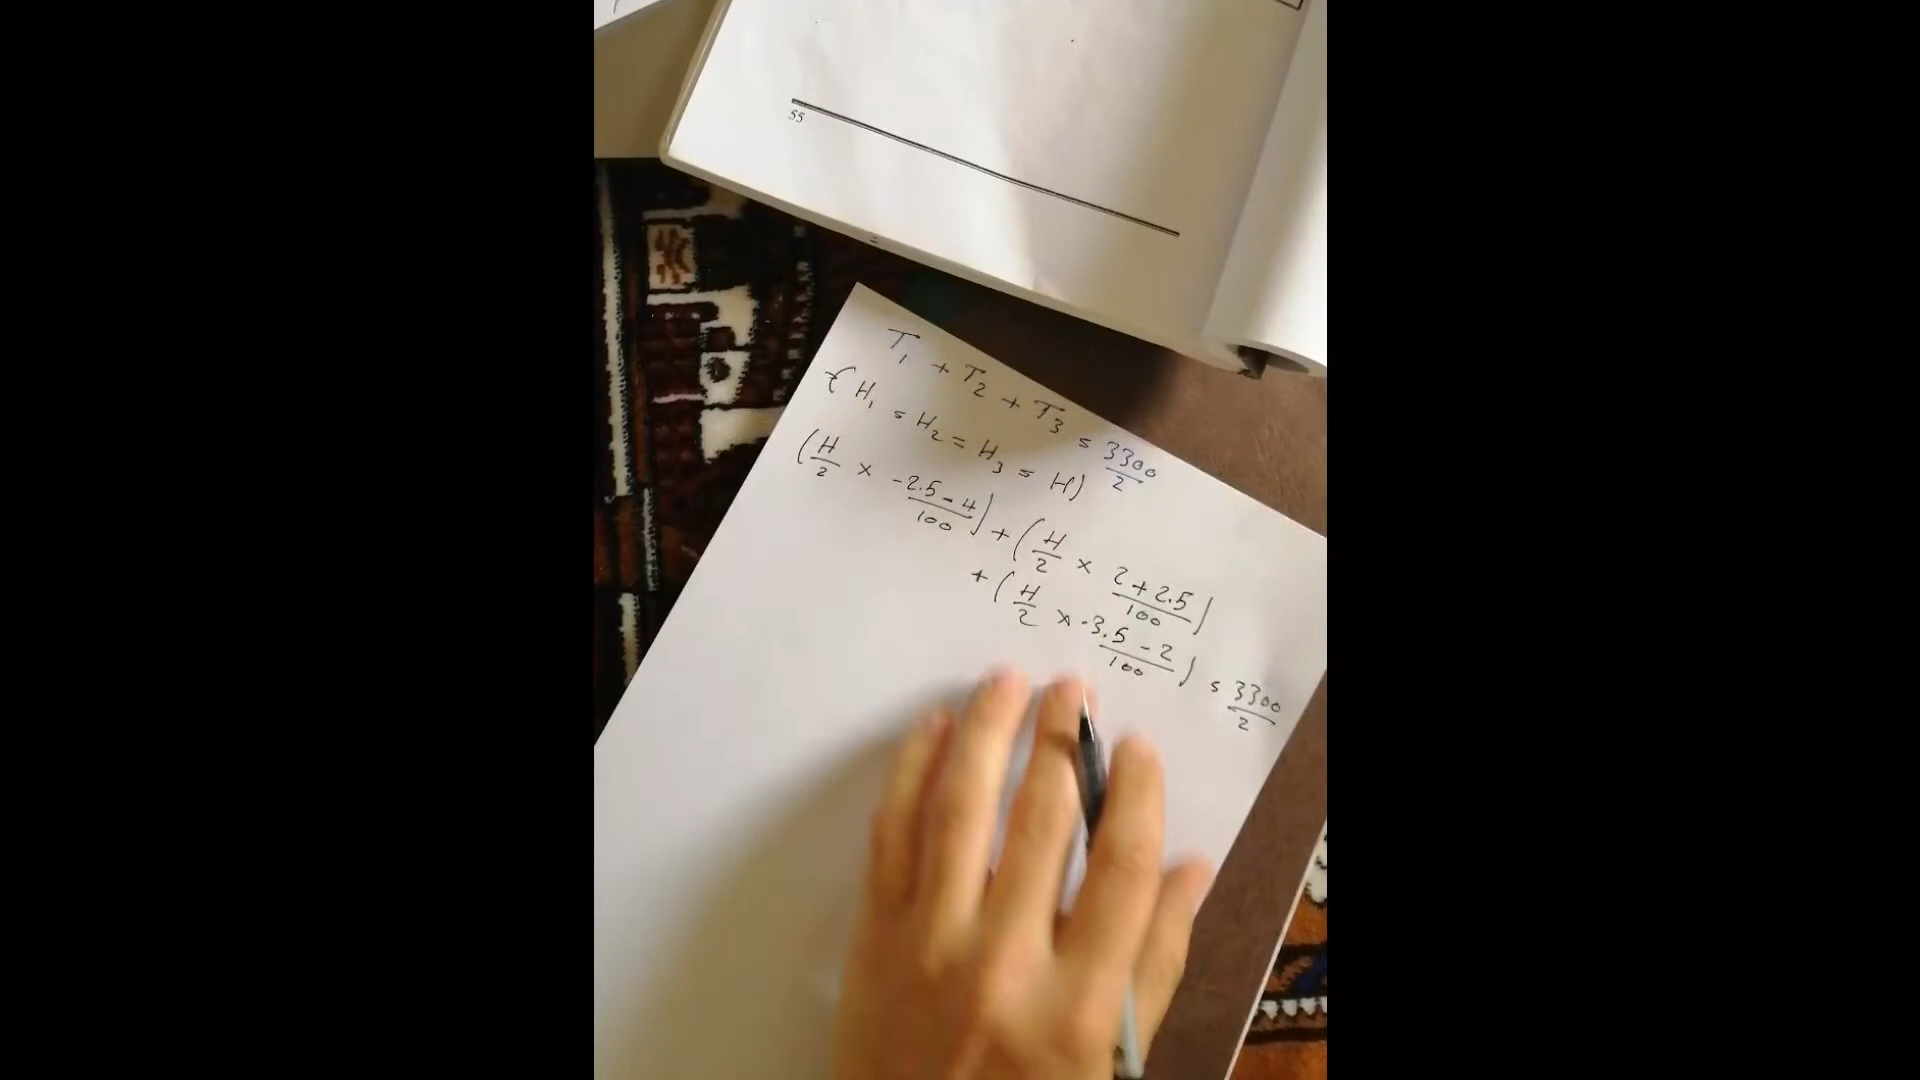 55
T₁ + T₂ + T₃ = 3300/2
(H₁ = H₂ = H₃ = H)
(H/2 × -2.5-4/100) + (H/2 × 2+2.5/100)
+ (H/2 × -3.5-2/100) = 3300/2